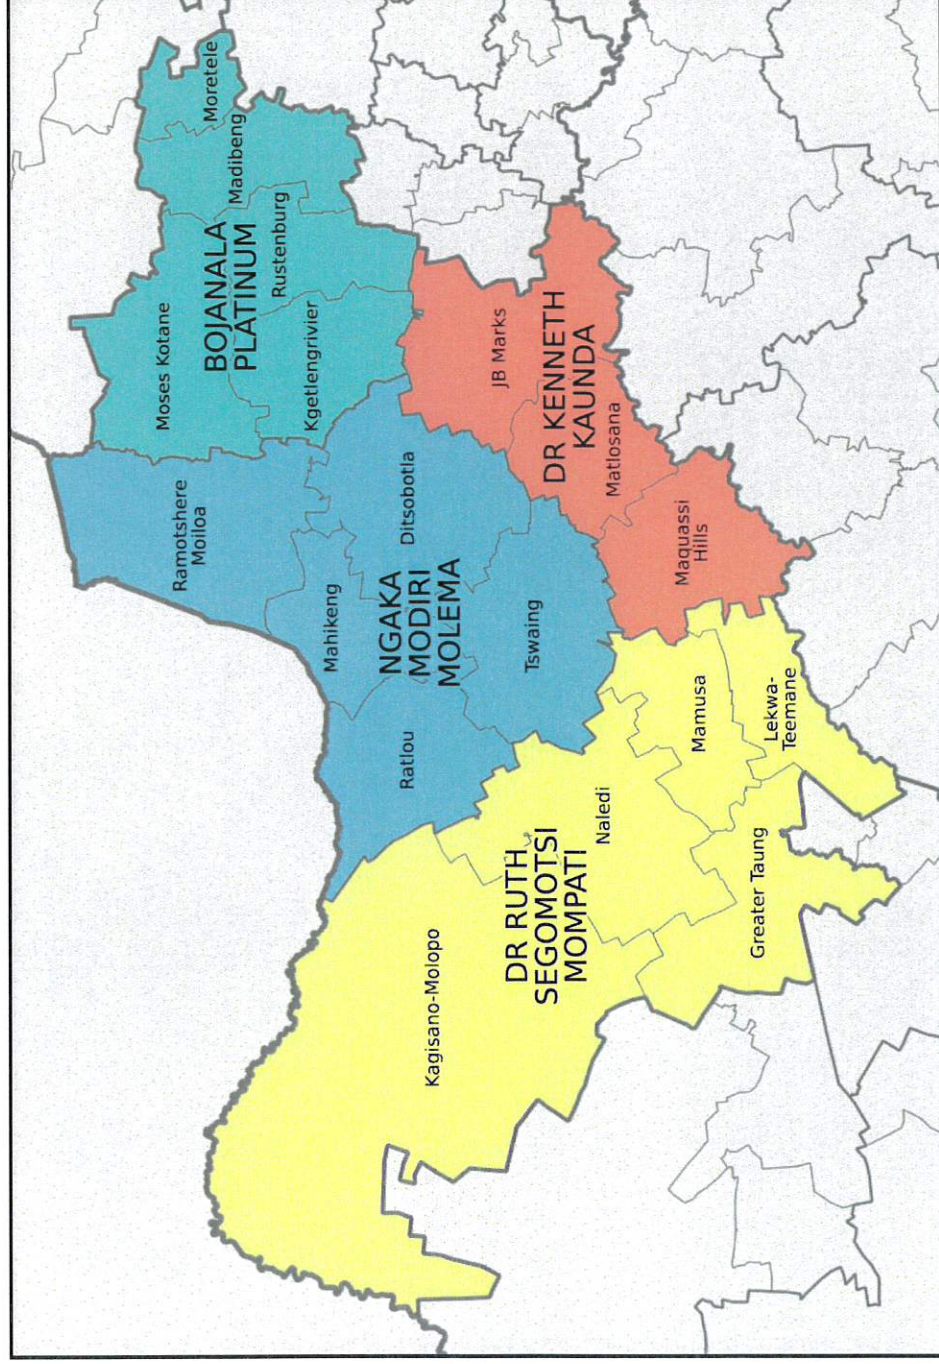 Moretele
Madibeng
BOJANALA
PLATINUM
Rustenburg
Moses Kotane
Kgetlengrivier
Ramotshere
Moiloa
Mahikeng
Ditsobotla
NGAKA
MODIRI
MOLEMA
Ratlou
Tswaing
JB Marks
DR KENNETH
KAUNDA
Matlosana
Maquassi
Hills
Kagisano-Molopo
DR RUTH
SEGOMOTSI
MOMPATI
Naledi
Mamusa
Lekwa-
Teemane
Greater Taung